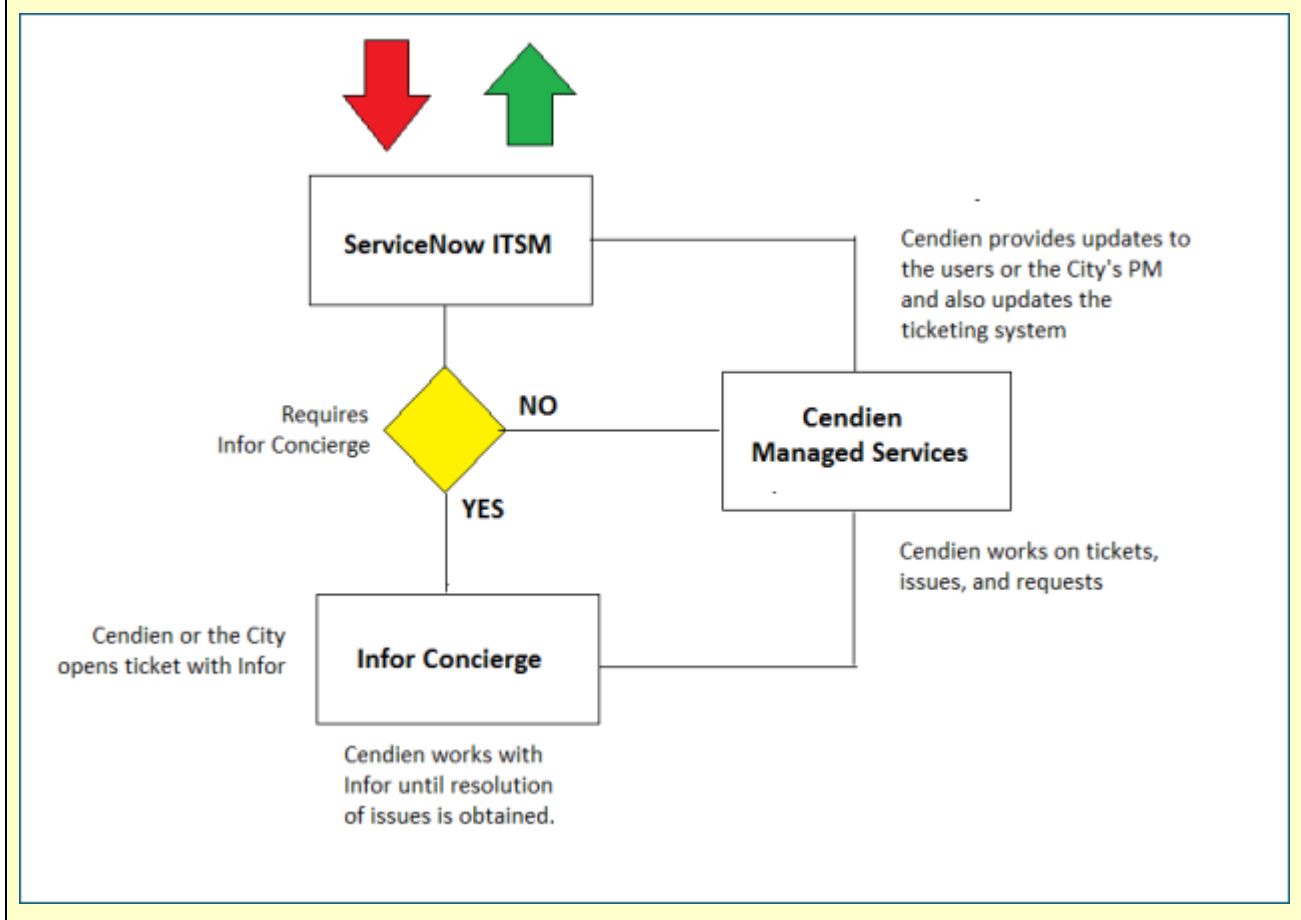 ServiceNow ITSM
Cendien provides updates to
the users or the City's PM
and also updates the
ticketing system
Requires
Infor Concierge
NO
Cendien
Managed Services
YES
Cendien works on tickets,
issues, and requests
Cendien or the City
opens ticket with Infor
Infor Concierge
Cendien works with
Infor until resolution
of issues is obtained.